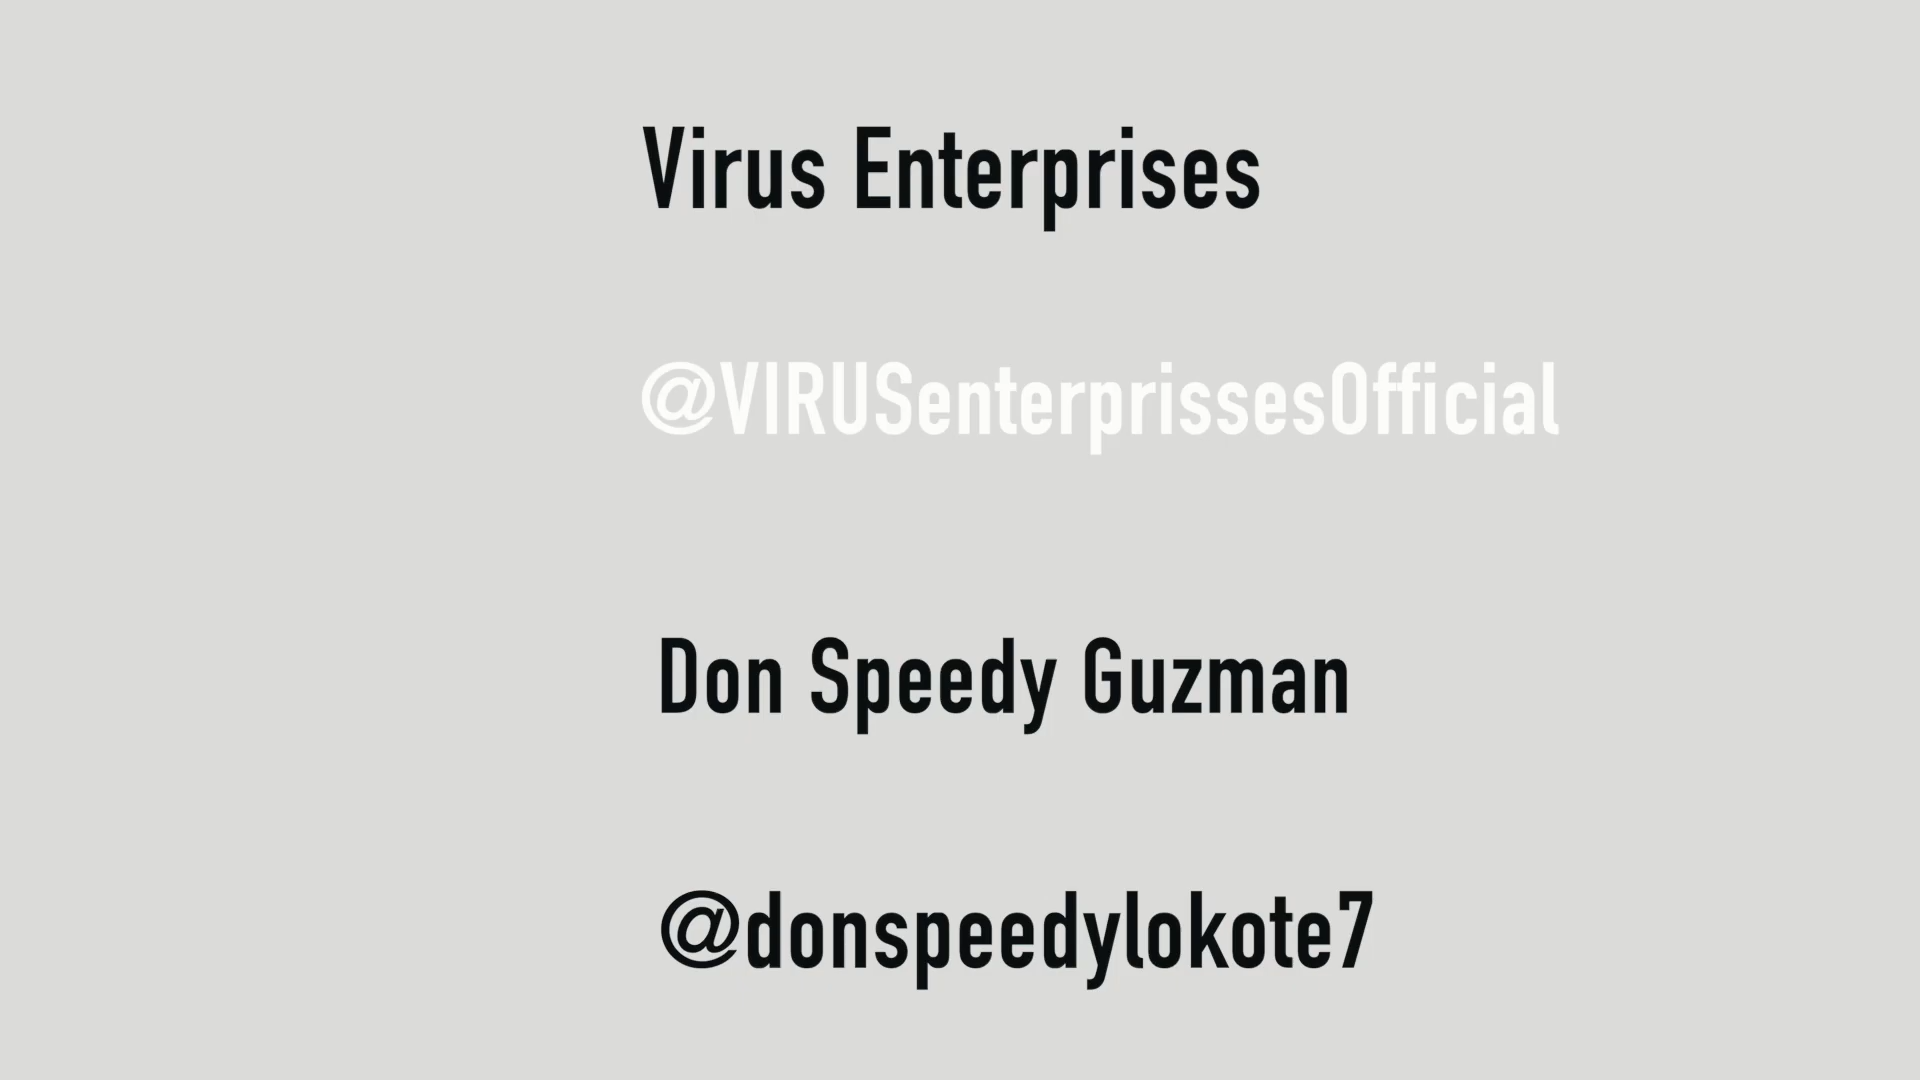 Virus Enterprises
@VIRUSenterprissesOfficial
Don Speedy Guzman
@donspeedylokote7